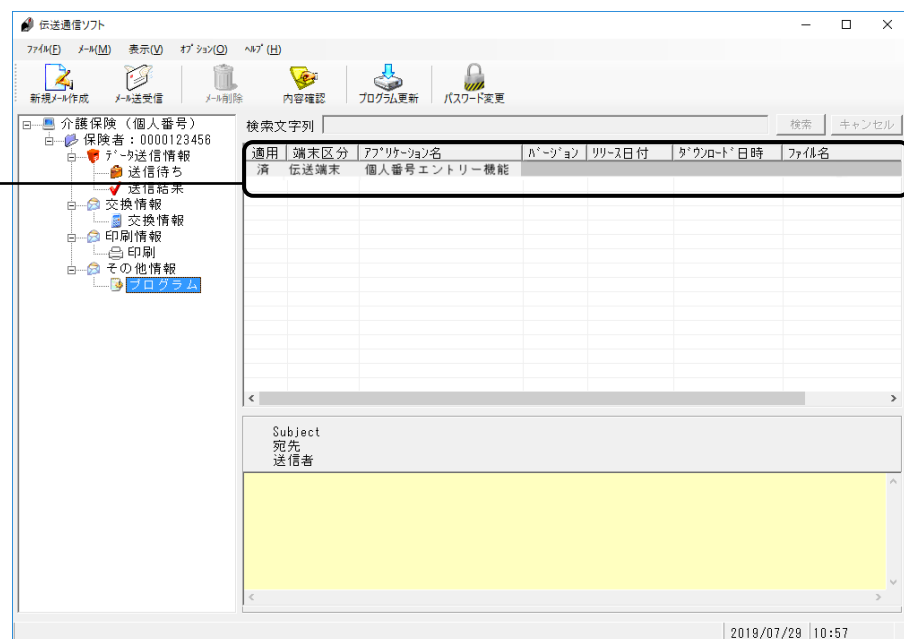 伝送通信ソフト
ﾌｧｲﾙ(F) ﾒｰﾙ(M) 表示(V) ｵﾌﾟｼｮﾝ(O) ﾍﾙﾌﾟ(H)
新規ﾒｰﾙ作成 ﾒｰﾙ送受信 ﾒｰﾙ削除 内容確認 ﾌﾟﾛｸﾞﾗﾑ更新 ﾊﾟｽﾜｰﾄﾞ変更
介護保険（個人番号）
保険者：0000123456
ﾃﾞｰﾀ送信情報
送信待ち
送信結果
交換情報
交換情報
印刷情報
印刷
その他情報
プログラム
検索文字列 検索 キャンセル
適用 端末区分 ｱﾌﾟﾘｹｰｼｮﾝ名 ﾊﾞｰｼﾞｮﾝ ﾘﾘｰｽ日付 ﾀﾞｳﾝﾛｰﾄﾞ日時 ﾌｧｲﾙ名
済 伝送端末 個人番号エントリー機能
Subject
宛先
送信者
2019/07/29 10:57